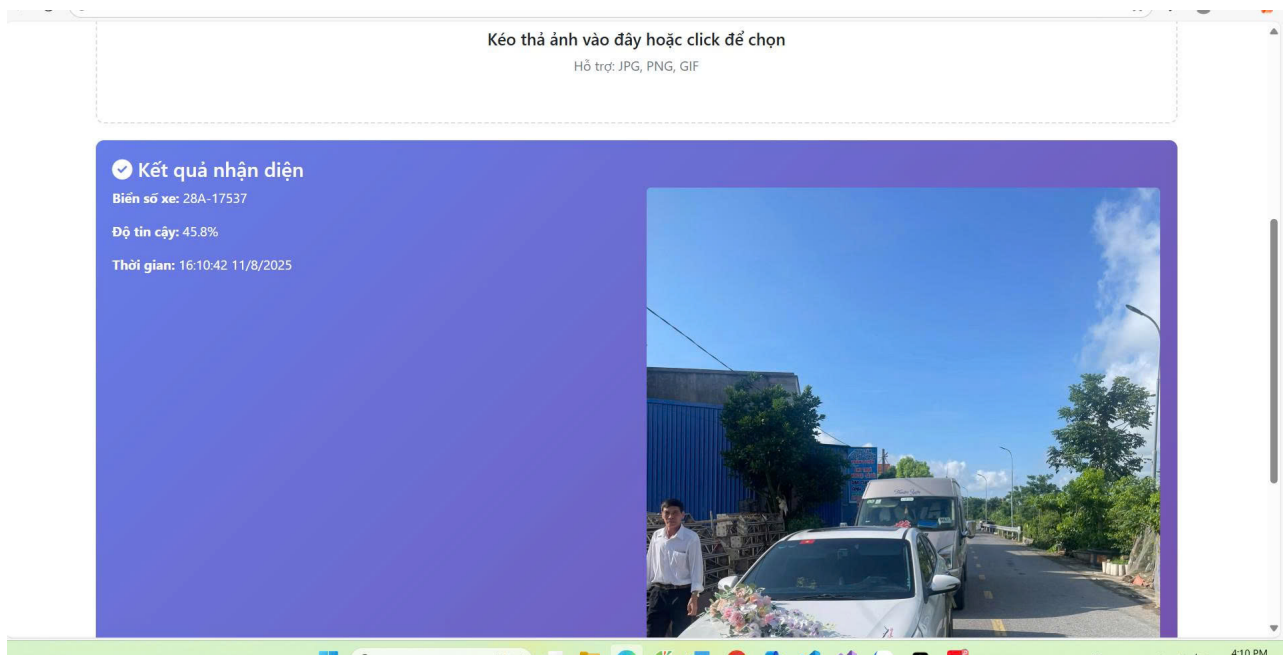 Kéo thả ảnh vào đây hoặc click để chọn
Hỗ trợ: JPG, PNG, GIF
Kết quả nhận diện
Biển số xe: 28A-17537
Độ tin cậy: 45.8%
Thời gian: 16:10:42 11/8/2025
4:10 PM